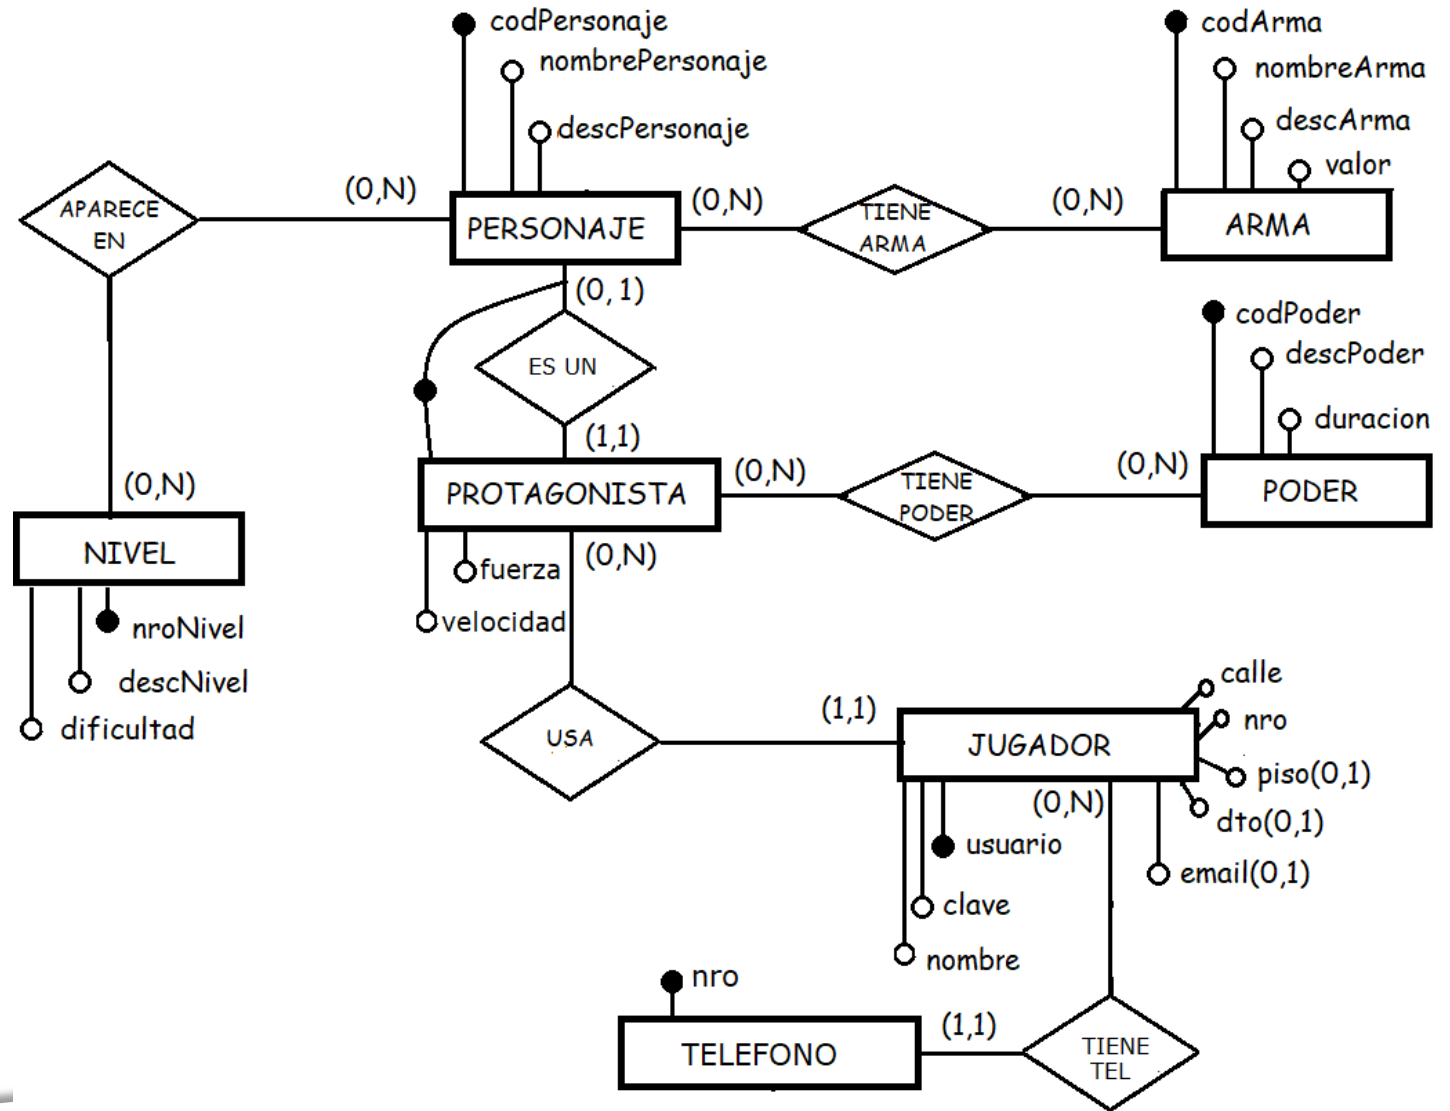 codPersonaje
nombrePersonaje
descPersonaje
codArma
nombreArma
descArma
valor
APARECE
EN
(0,N)
PERSONAJE
(0,N)
TIENE
ARMA
(0,N)
ARMA
(0,1)
ES UN
(1,1)
codPoder
descPoder
duracion
(0,N)
NIVEL
nroNivel
descNivel
dificultad
PROTAGONISTA
(0,N)
TIENE
PODER
(0,N)
PODER
(0,N)
fuerza
velocidad
USA
(1,1)
JUGADOR
calle
nro
piso(0,1)
dto(0,1)
email(0,1)
(0,N)
usuario
clave
nombre
nro
TELEFONO
(1,1)
TIENE
TEL